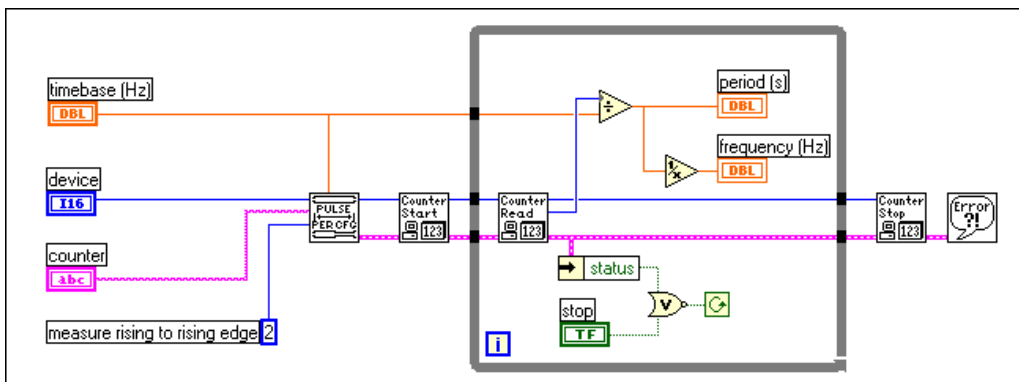 timebase (Hz)
DBL
period (s)
DBL
÷
frequency (Hz)
DBL
1/x
device
I16
PULSE
PER CFG
Counter
Start
123
Counter
Read
123
Counter
Stop
123
Error
?!
counter
abc
status
V
stop
TF
measure rising to rising edge 2
i